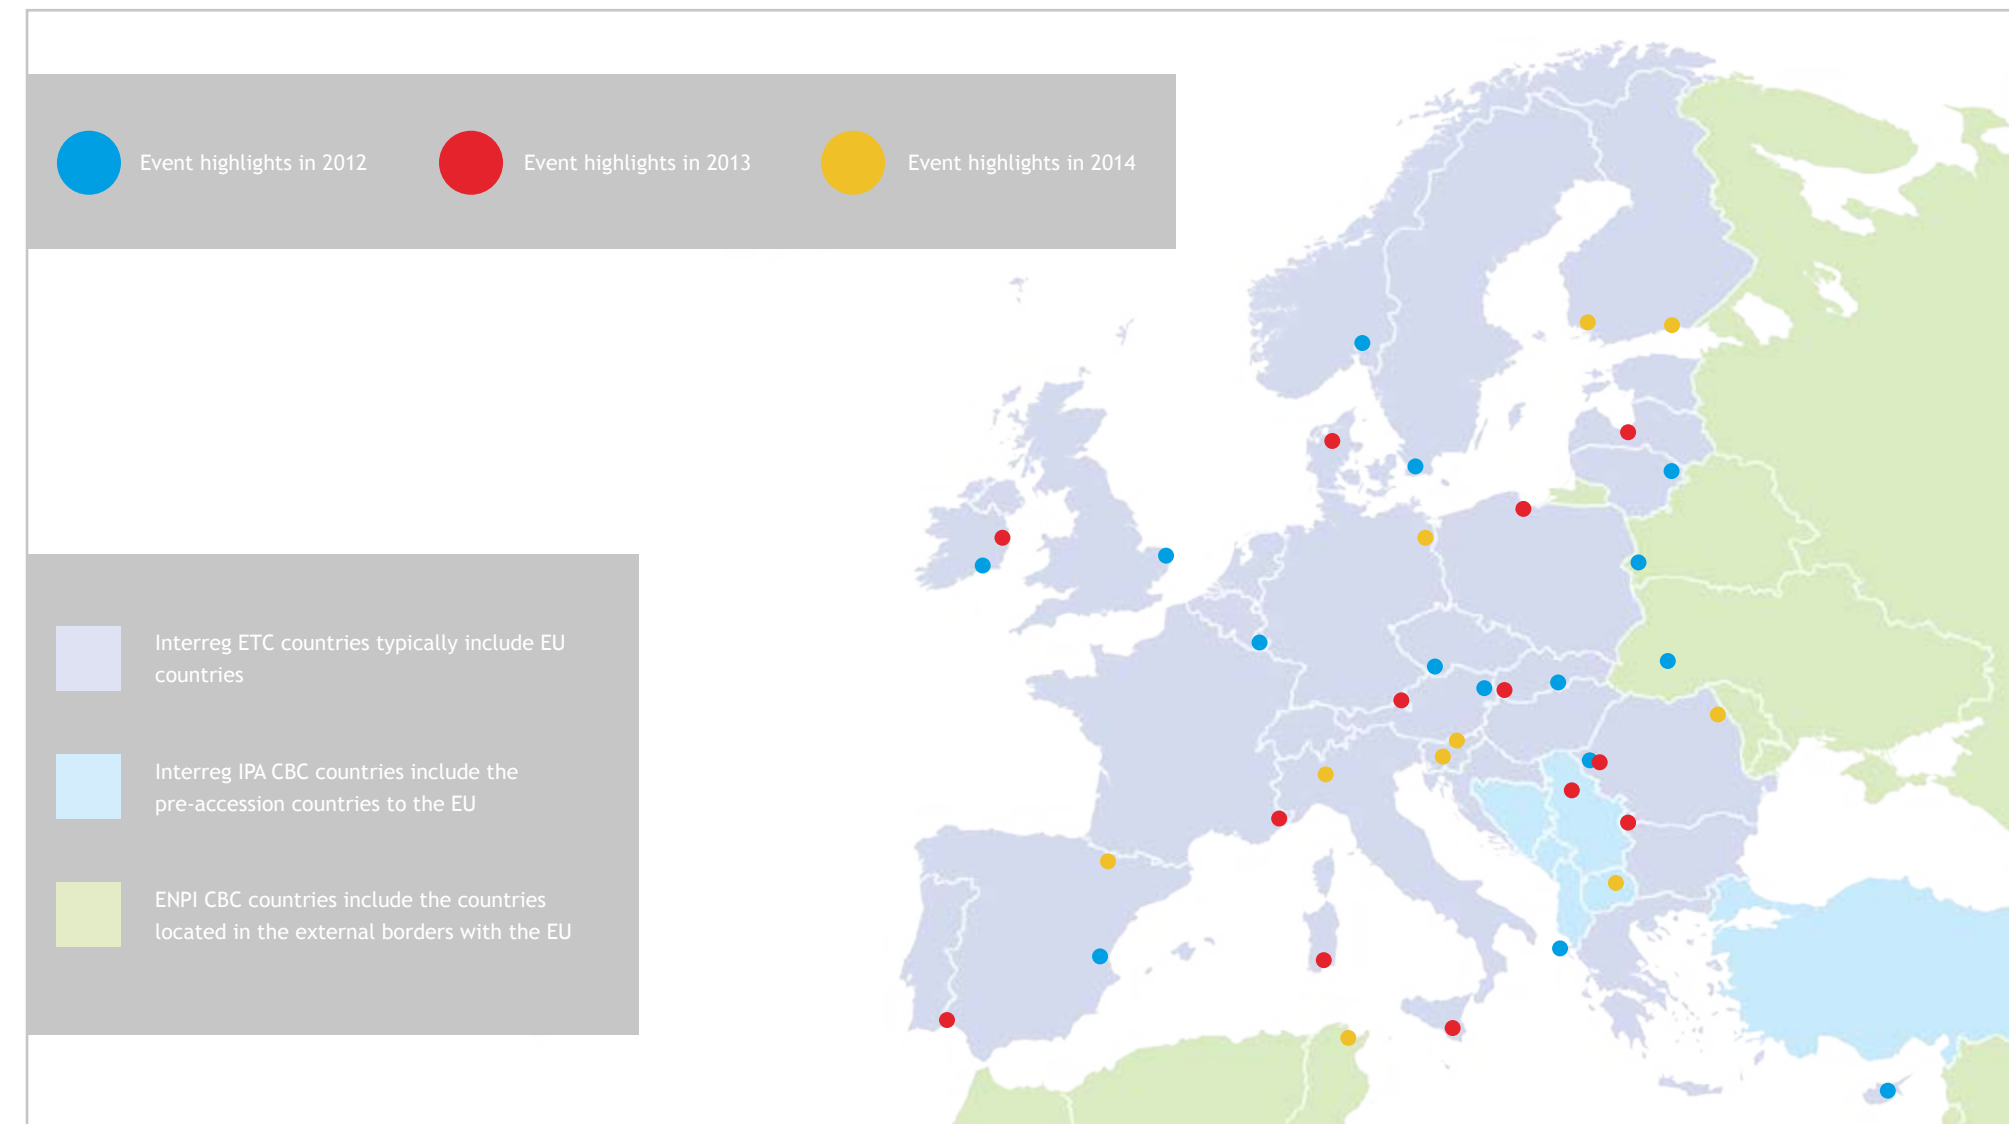 Event highlights in 2012
Event highlights in 2013
Event highlights in 2014
Interreg ETC countries typically include EU
countries
Interreg IPA CBC countries include the
pre-accession countries to the EU
ENPI CBC countries include the countries
located in the external borders with the EU